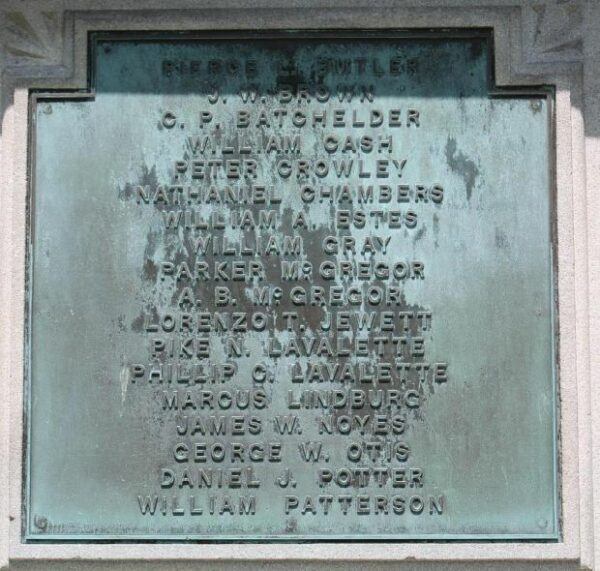 PIERCE L. BUTLER
J. W. BROWN
C. P. BATCHELDER
WILLIAM CASH
PETER CROWLEY
NATHANIEL CHAMBERS
WILLIAM A. ESTES
WILLIAM GRAY
PARKER McGREGOR
A. B. McGREGOR
LORENZO T. JEWETT
PIKE N. LAVALETTE
PHILLIP C. LAVALETTE
MARCUS LINDBURG
JAMES W. NOYES
GEORGE W. OTIS
DANIEL J. POTTER
WILLIAM PATTERSON